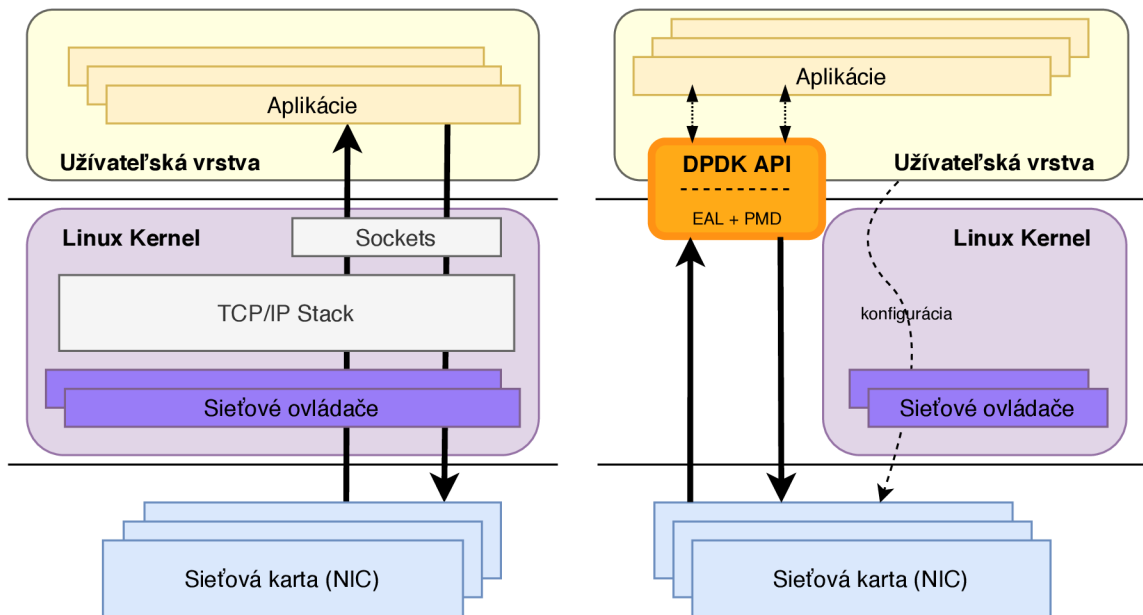 Aplikácie
Užívateľská vrstva
Linux Kernel
Sockets
TCP/IP Stack
Sieťové ovládače
Sieťová karta (NIC)
Aplikácie
DPDK API
EAL + PMD
Užívateľská vrstva
Linux Kernel
konfigurácia
Sieťové ovládače
Sieťová karta (NIC)